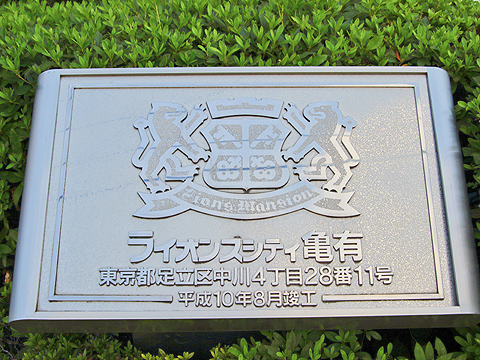 Lion's Mansion
ライオンズシティ亀有
東京都足立区中川4丁目28番11号
平成10年8月竣工